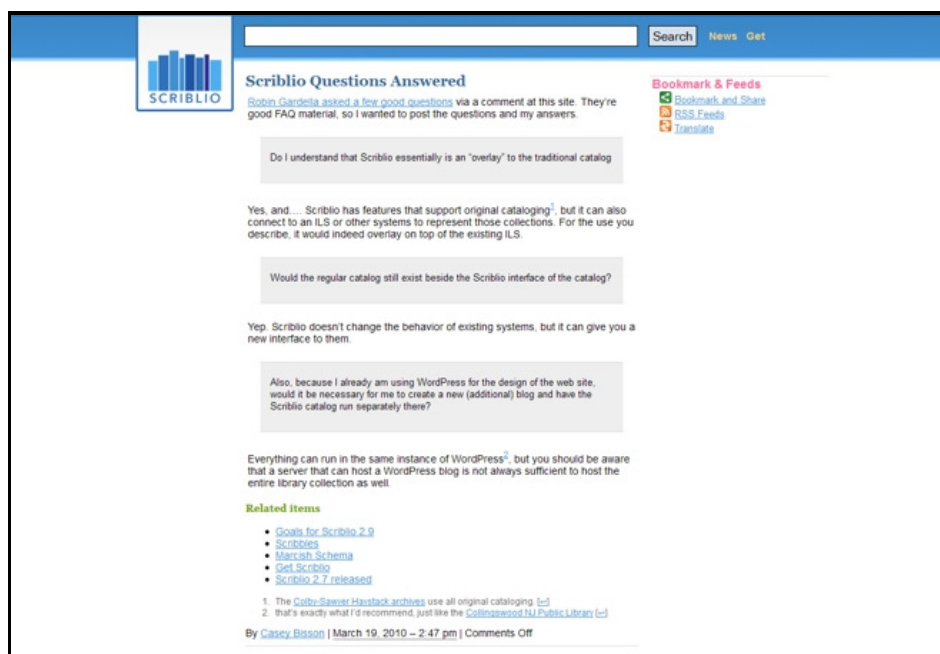 Search News Get
SCRIBLIO
Scriblio Questions Answered
Robin Gardella asked a few good questions via a comment at this site. They're
good FAQ material, so I wanted to post the questions and my answers.
Do I understand that Scriblio essentially is an "overlay" to the traditional catalog
Yes, and.... Scriblio has features that support original cataloging1, but it can also
connect to an ILS or other systems to represent those collections. For the use you
describe, it would indeed overlay on top of the existing ILS.
Would the regular catalog still exist beside the Scriblio interface of the catalog?
Yep. Scriblio doesn't change the behavior of existing systems, but it can give you a
new interface to them.
Also, because I already am using WordPress for the design of the web site,
would it be necessary for me to create a new (additional) blog and have the
Scriblio catalog run separately there?
Everything can run in the same instance of WordPress2, but you should be aware
that a server that can host a WordPress blog is not always sufficient to host the
entire library collection as well.
Related items
• Goals for Scriblio 2.9
• Scribbles
• Marcish Schema
• Get Scriblio
• Scriblio 2.7 released
1. The Colby-Sawyer Haystack archives use all original cataloging. [↩]
2. that's exactly what I'd recommend, just like the Collingswood NJ Public Library [↩]
By Casey Bisson | March 19, 2010 – 2:47 pm | Comments Off
Bookmark & Feeds
Bookmark and Share
RSS Feeds
Translate